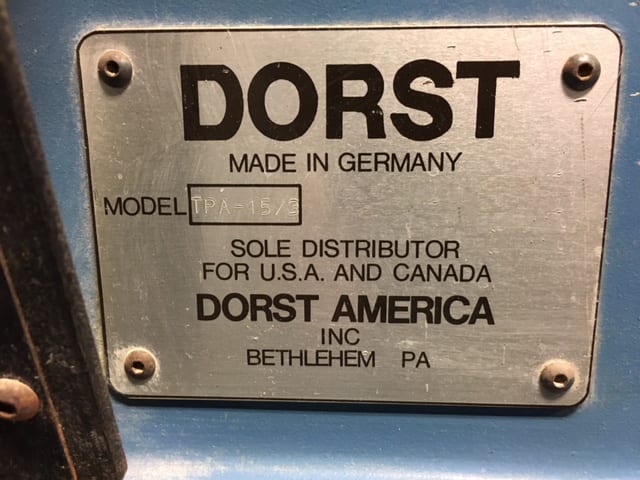 DORST
MADE IN GERMANY
MODEL TPA-15/3
SOLE DISTRIBUTOR
FOR U.S.A. AND CANADA
DORST AMERICA
INC
BETHLEHEM PA